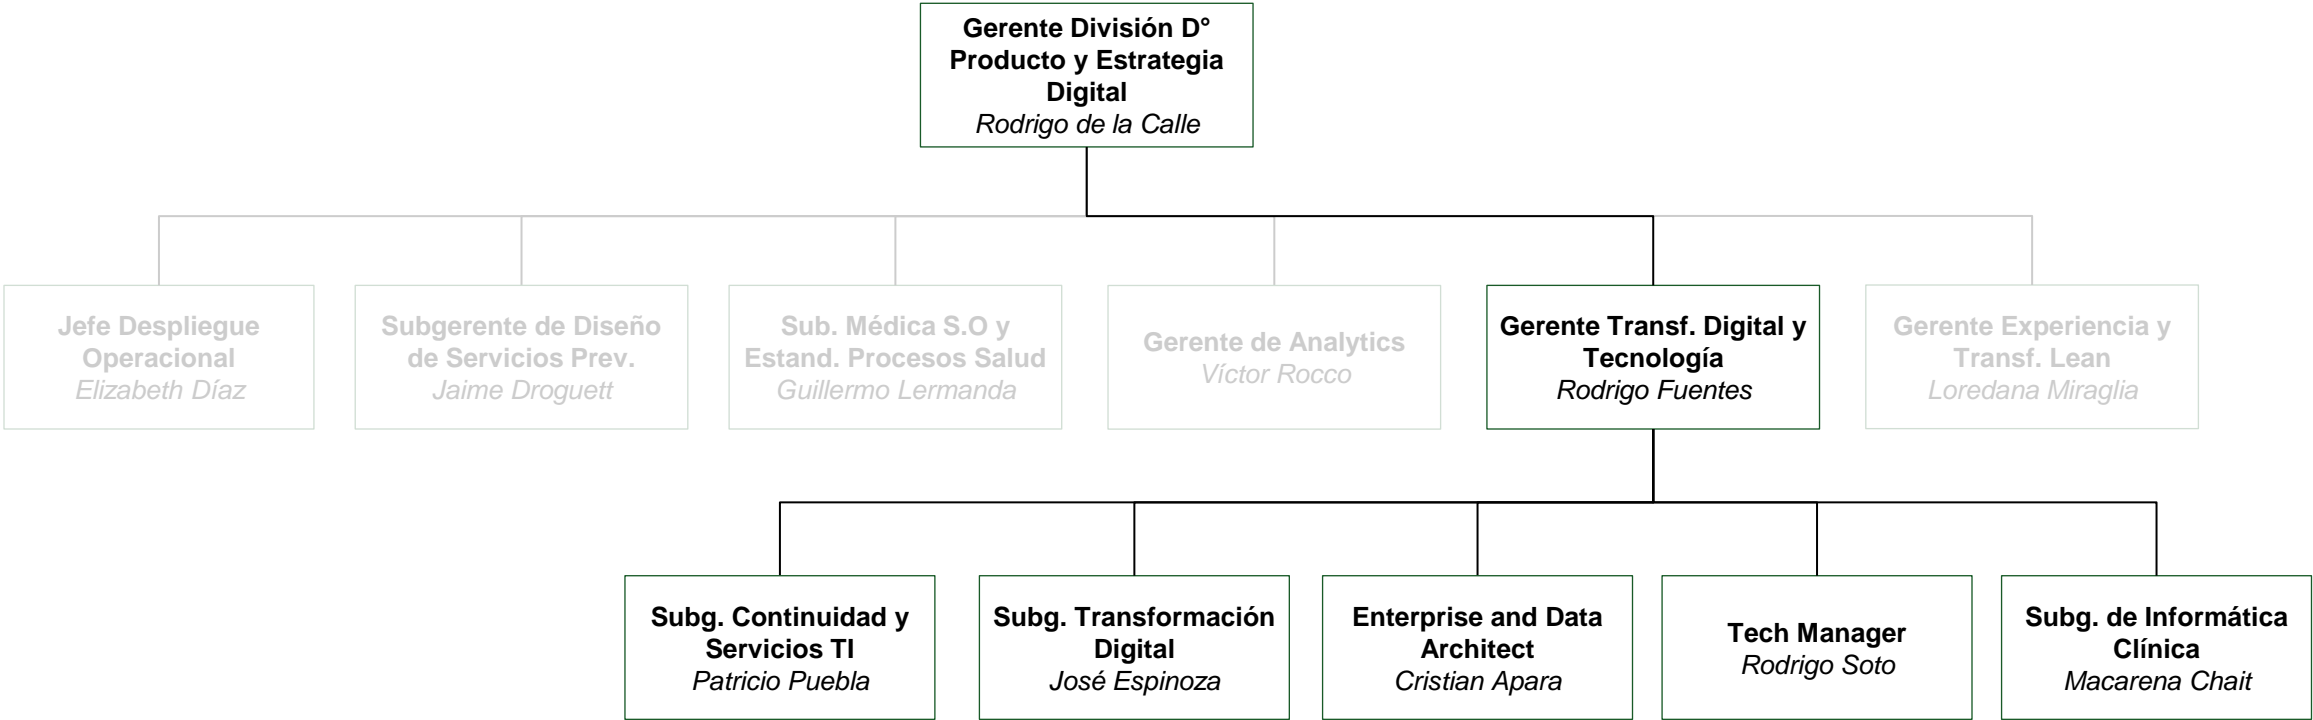 Gerente División D°
Producto y Estrategia
Digital
Rodrigo de la Calle
Jefe Despliegue
Operacional
Elizabeth Díaz
Subgerente de Diseño
de Servicios Prev.
Jaime Droguett
Sub. Médica S.O y
Estand. Procesos Salud
Guillermo Lermanda
Gerente de Analytics
Víctor Rocco
Gerente Transf. Digital y
Tecnología
Rodrigo Fuentes
Gerente Experiencia y
Transf. Lean
Loredana Miraglia
Subg. Continuidad y
Servicios TI
Patricio Puebla
Subg. Transformación
Digital
José Espinoza
Enterprise and Data
Architect
Cristian Apara
Tech Manager
Rodrigo Soto
Subg. de Informática
Clínica
Macarena Chait